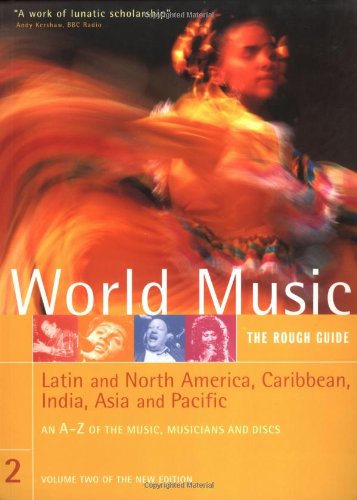 "A work of lunatic scholarship"
Andy Kershaw, BBC Radio
World Music
THE ROUGH GUIDE
Latin and North America, Caribbean,
India, Asia and Pacific
AN A–Z OF THE MUSIC, MUSICIANS AND DISCS
2 VOLUME TWO OF THE NEW EDITION